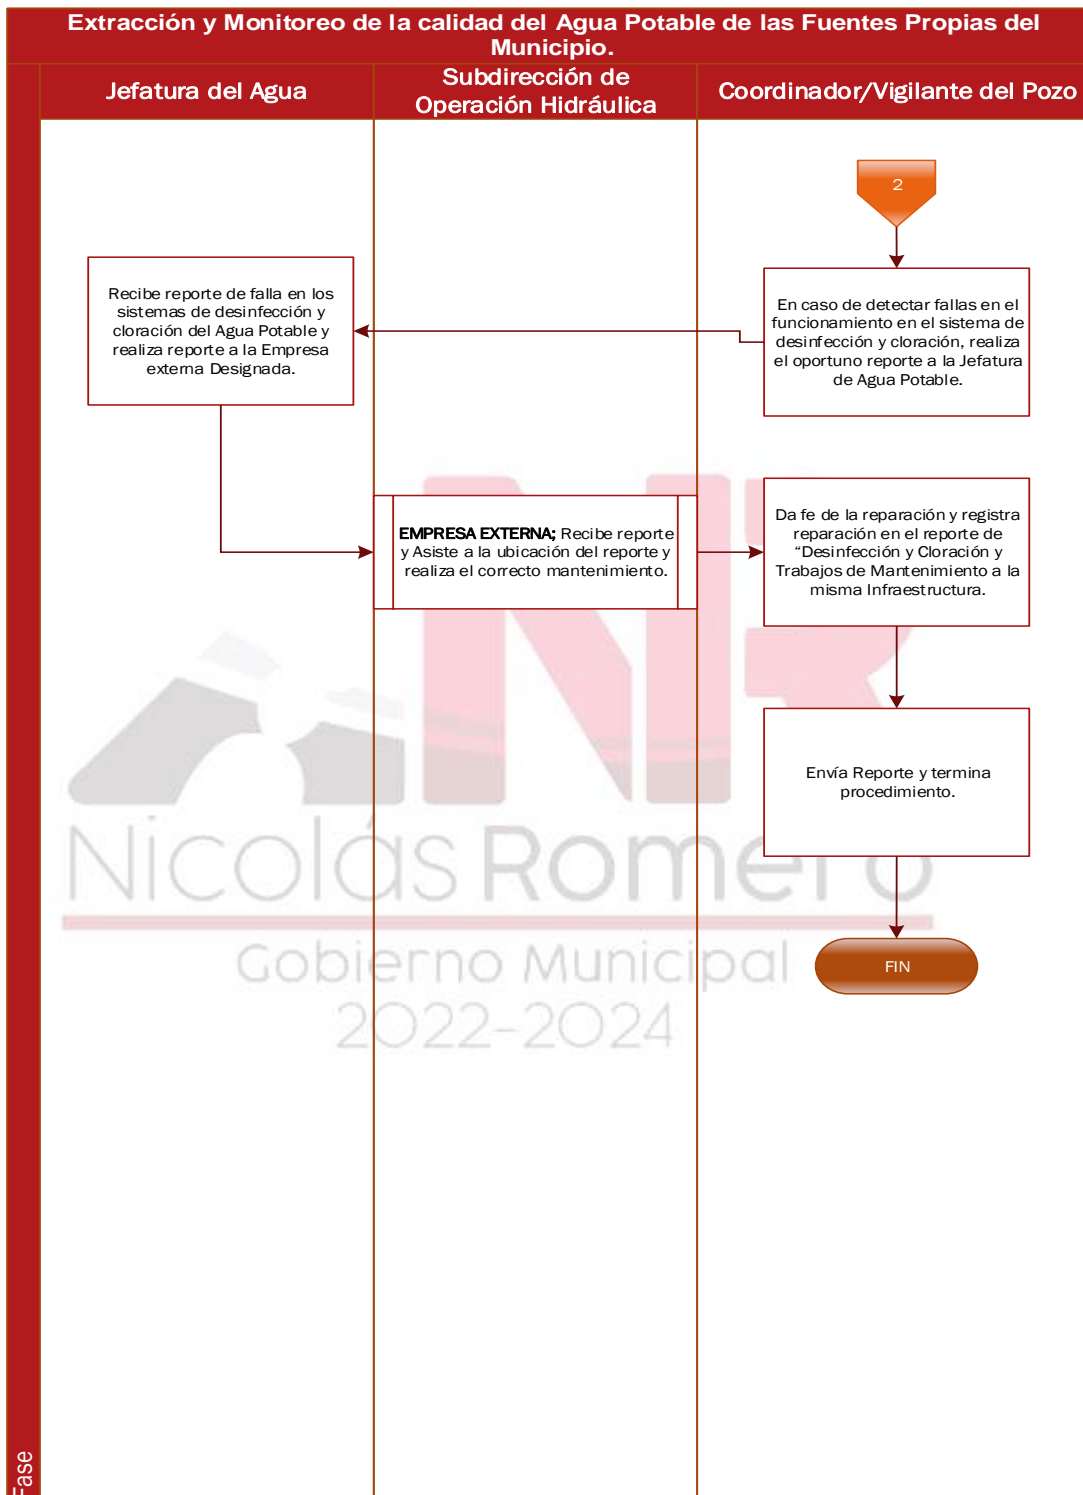 Extracción y Monitoreo de la calidad del Agua Potable de las Fuentes Propias del
Municipio.
Jefatura del Agua
Subdirección de
Operación Hidráulica
Coordinador/Vigilante del Pozo
2
En caso de detectar fallas en el
funcionamiento en el sistema de
desinfección y cloración, realiza
el oportuno reporte a la Jefatura
de Agua Potable.
Recibe reporte de falla en los
sistemas de desinfección y
cloración del Agua Potable y
realiza reporte a la Empresa
externa Designada.
EMPRESA EXTERNA; Recibe reporte
y Asiste a la ubicación del reporte y
realiza el correcto mantenimiento.
Da fe de la reparación y registra
reparación en el reporte de
“Desinfección y Cloración y
Trabajos de Mantenimiento a la
misma Infraestructura.
Envía Reporte y termina
procedimiento.
FIN
NR
Nicolás Romero
Gobierno Municipal
2022-2024
Fase